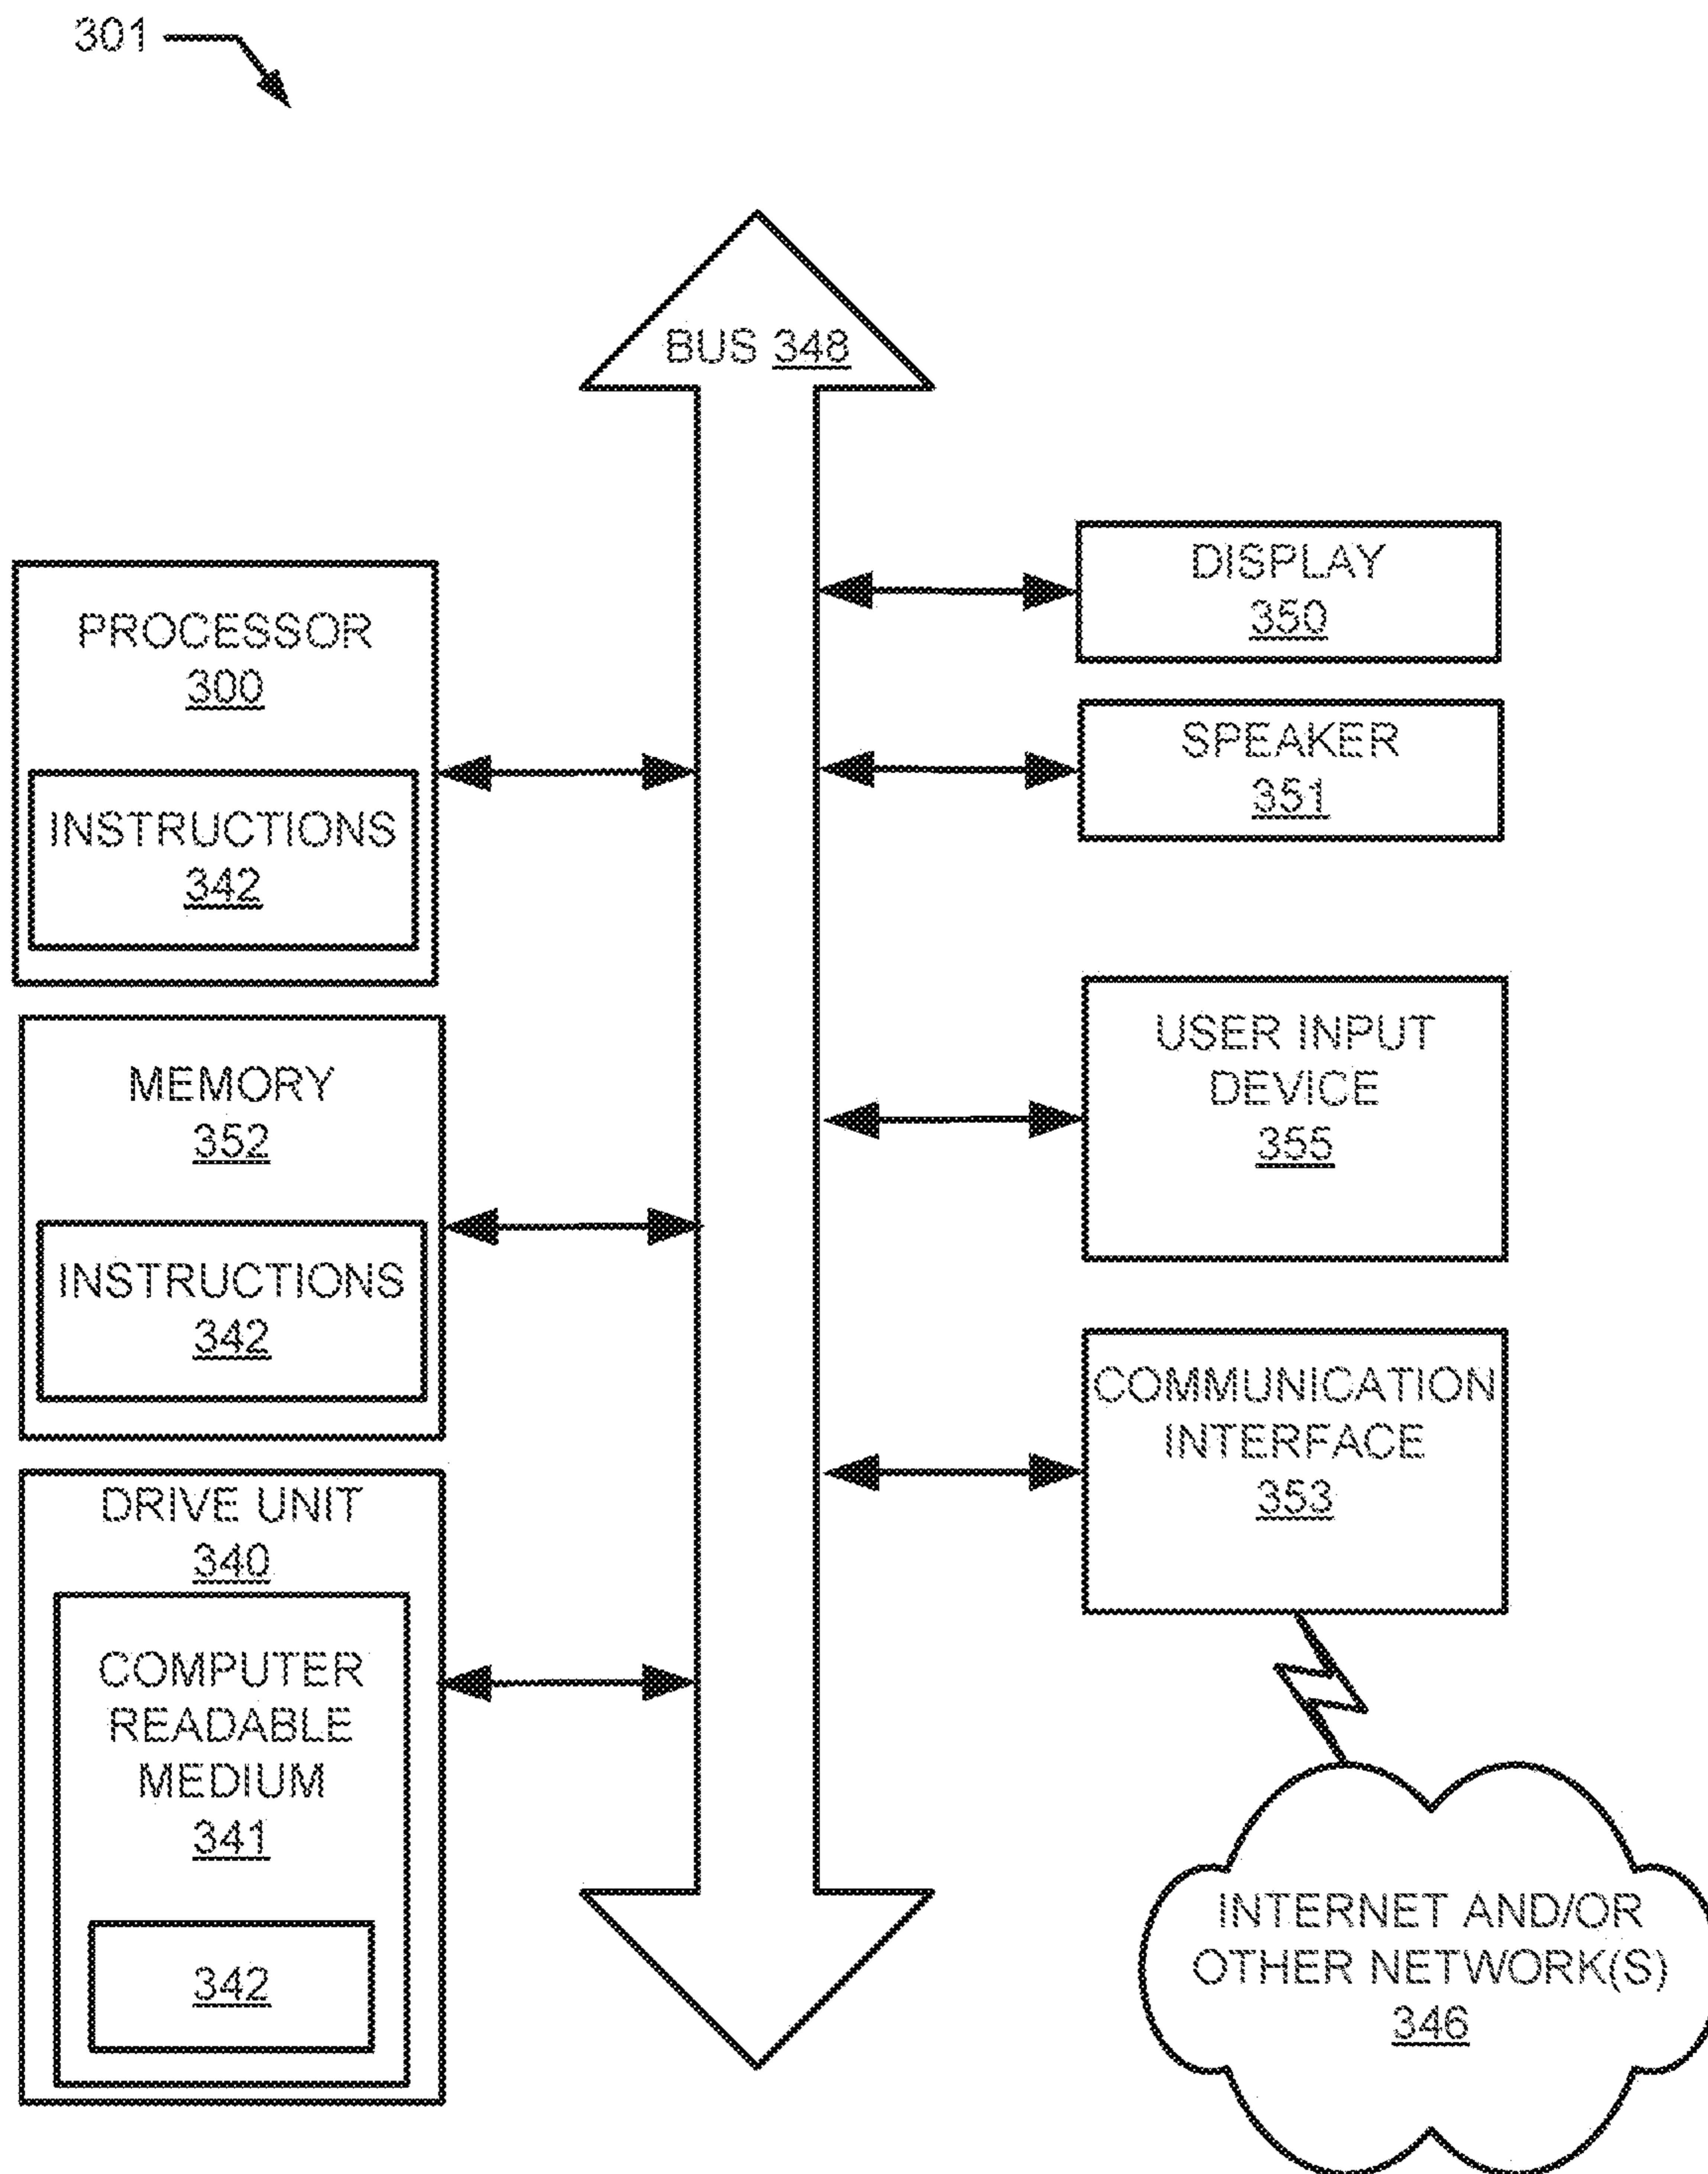 301
BUS 348
PROCESSOR
300
INSTRUCTIONS
342
MEMORY
352
INSTRUCTIONS
342
DRIVE UNIT
340
COMPUTER
READABLE
MEDIUM
341
342
DISPLAY
350
SPEAKER
351
USER INPUT
DEVICE
355
COMMUNICATION
INTERFACE
353
INTERNET AND/OR
OTHER NETWORK(S)
346